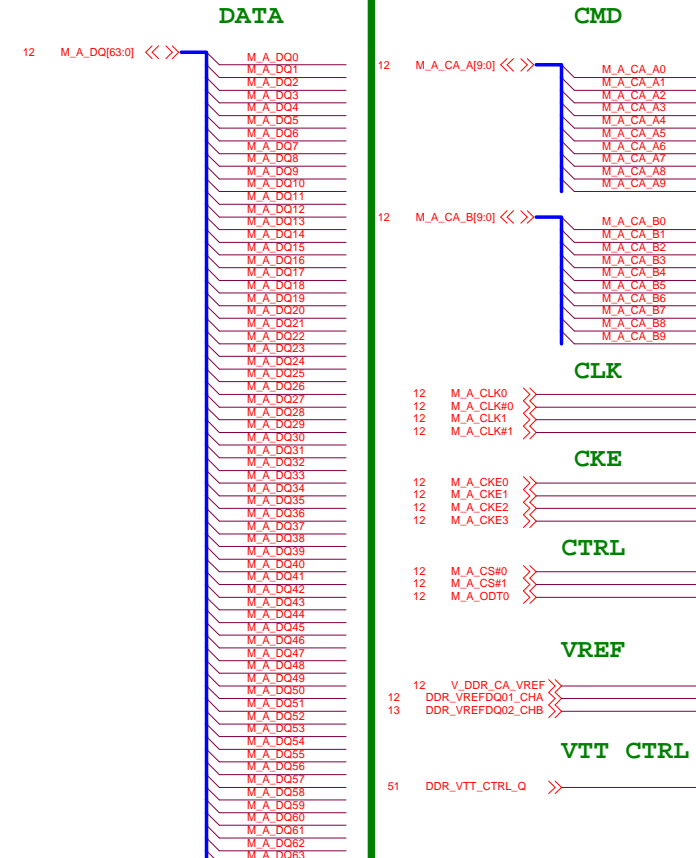 DATA
12 M_A_DQ[63:0]
M_A_DQ0
M_A_DQ1
M_A_DQ2
M_A_DQ3
M_A_DQ4
M_A_DQ5
M_A_DQ6
M_A_DQ7
M_A_DQ8
M_A_DQ9
M_A_DQ10
M_A_DQ11
M_A_DQ12
M_A_DQ13
M_A_DQ14
M_A_DQ15
M_A_DQ16
M_A_DQ17
M_A_DQ18
M_A_DQ19
M_A_DQ20
M_A_DQ21
M_A_DQ22
M_A_DQ23
M_A_DQ24
M_A_DQ25
M_A_DQ26
M_A_DQ27
M_A_DQ28
M_A_DQ29
M_A_DQ30
M_A_DQ31
M_A_DQ32
M_A_DQ33
M_A_DQ34
M_A_DQ35
M_A_DQ36
M_A_DQ37
M_A_DQ38
M_A_DQ39
M_A_DQ40
M_A_DQ41
M_A_DQ42
M_A_DQ43
M_A_DQ44
M_A_DQ45
M_A_DQ46
M_A_DQ47
M_A_DQ48
M_A_DQ49
M_A_DQ50
M_A_DQ51
M_A_DQ52
M_A_DQ53
M_A_DQ54
M_A_DQ55
M_A_DQ56
M_A_DQ57
M_A_DQ58
M_A_DQ59
M_A_DQ60
M_A_DQ61
M_A_DQ62
M_A_DQ63
CMD
12 M_A_CA_A[9:0]
M_A_CA_A0
M_A_CA_A1
M_A_CA_A2
M_A_CA_A3
M_A_CA_A4
M_A_CA_A5
M_A_CA_A6
M_A_CA_A7
M_A_CA_A8
M_A_CA_A9
12 M_A_CA_B[9:0]
M_A_CA_B0
M_A_CA_B1
M_A_CA_B2
M_A_CA_B3
M_A_CA_B4
M_A_CA_B5
M_A_CA_B6
M_A_CA_B7
M_A_CA_B8
M_A_CA_B9
CLK
12 M_A_CLK0
12 M_A_CLK#0
12 M_A_CLK1
12 M_A_CLK#1
CKE
12 M_A_CKE0
12 M_A_CKE1
12 M_A_CKE2
12 M_A_CKE3
CTRL
12 M_A_CS#0
12 M_A_CS#1
12 M_A_ODT0
VREF
12 V_DDR_CA_VREF
12 DDR_VREFDQ01_CHA
13 DDR_VREFDQ02_CHB
VTT CTRL
51 DDR_VTT_CTRL_Q